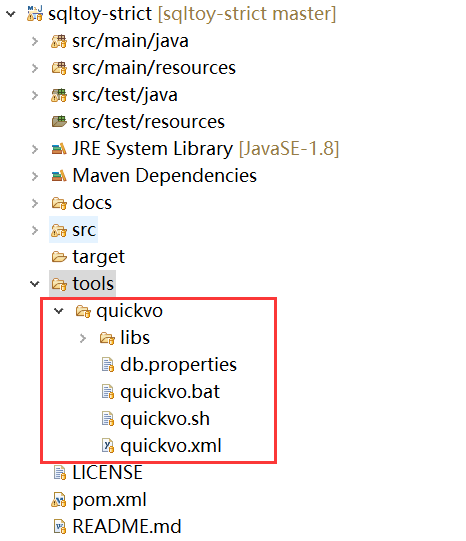 sqltoy-strict [sqltoy-strict master]
src/main/java
src/main/resources
src/test/java
src/test/resources
JRE System Library [JavaSE-1.8]
Maven Dependencies
docs
src
target
tools
quickvo
libs
db.properties
quickvo.bat
quickvo.sh
quickvo.xml
LICENSE
pom.xml
README.md